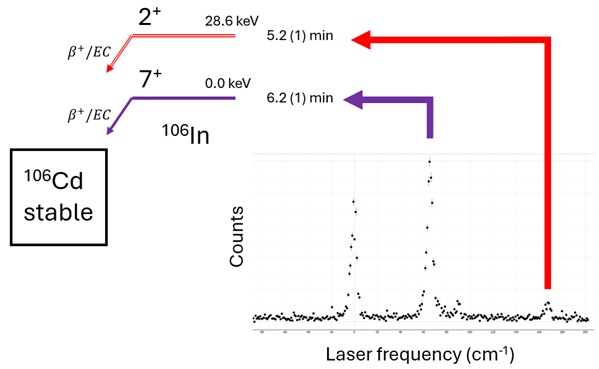 2+ 28.6 keV 5.2 (1) min
β+/EC
7+ 0.0 keV 6.2 (1) min
β+/EC
106In
106Cd
stable
Counts
Laser frequency (cm-1)